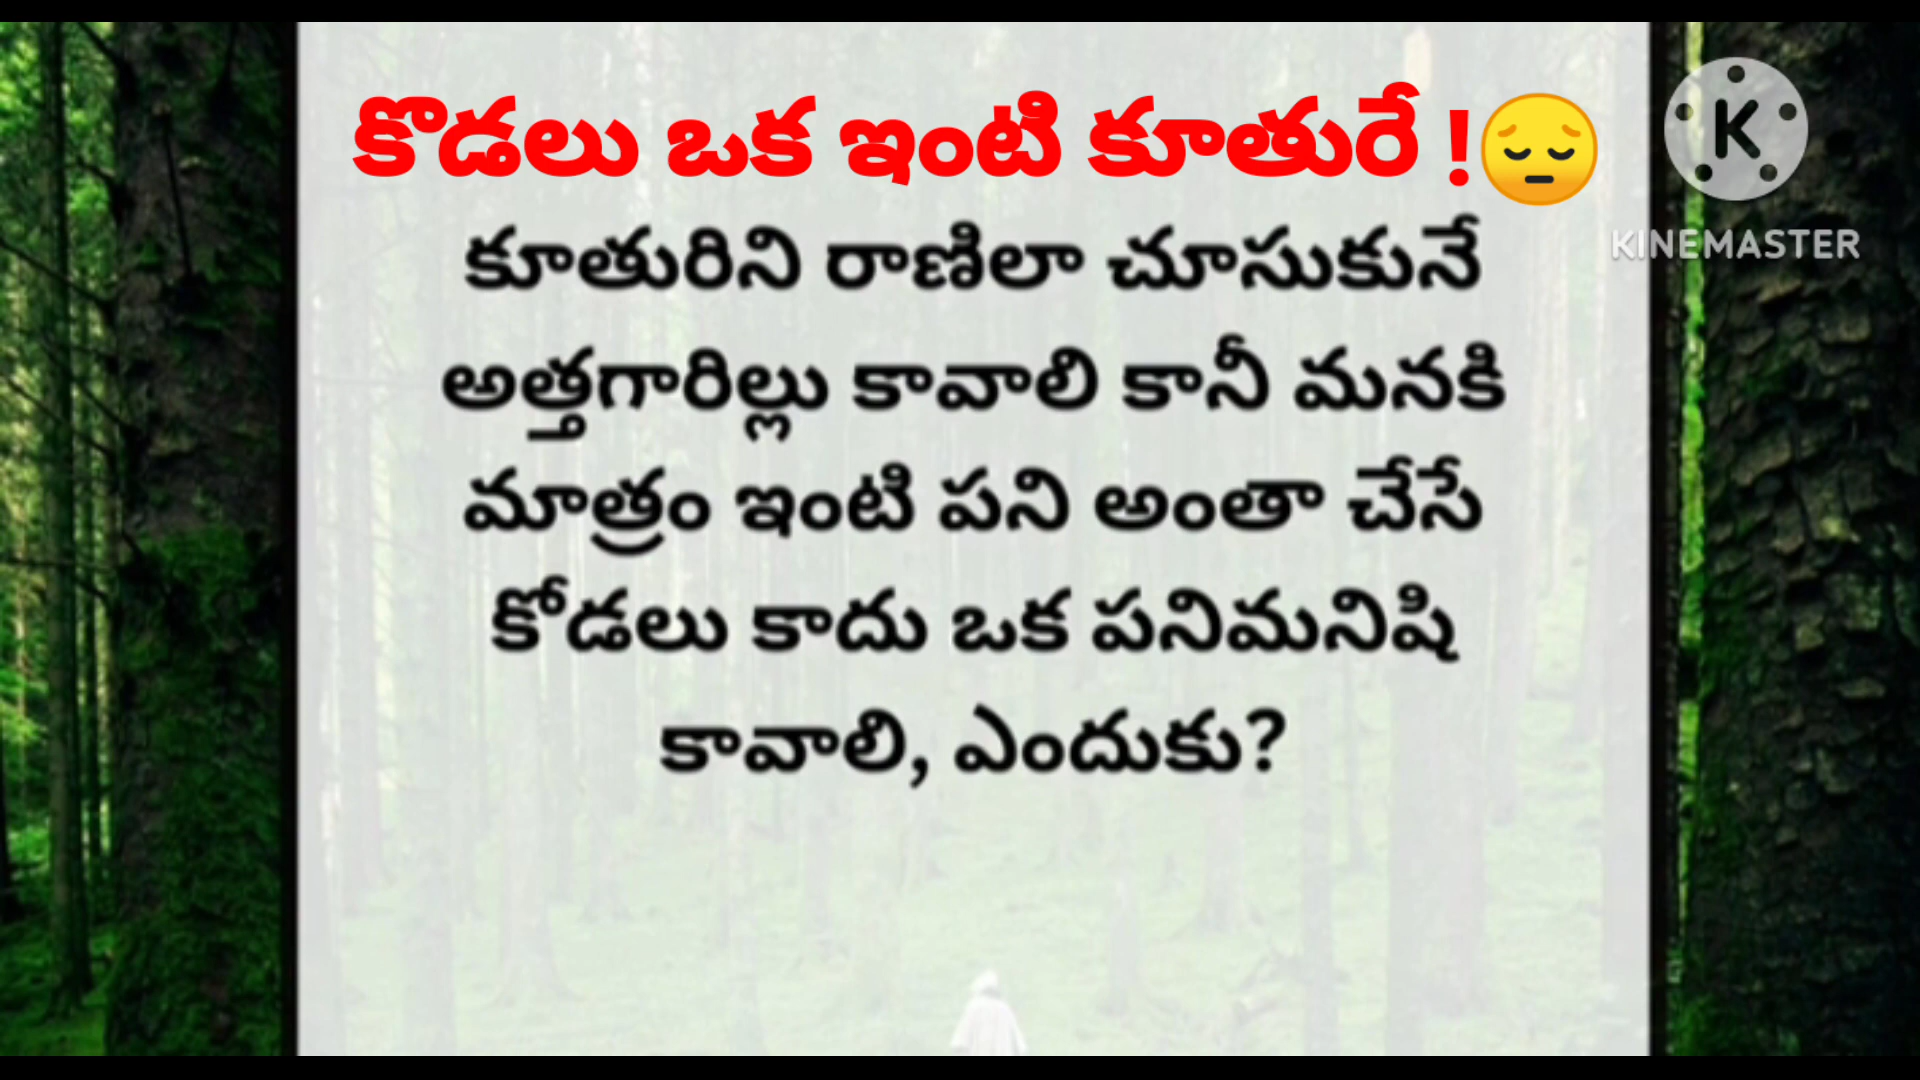 కొడలు ఒక ఇంటి కూతురే !😔
కూతురిని రాణిలా చూసుకునే
అత్తగారిల్లు కావాలి కానీ మనకి
మాత్రం ఇంటి పని అంతా చేసే
కోడలు కాదు ఒక పనిమనిషి
కావాలి, ఎందుకు?
K
KINEMASTER